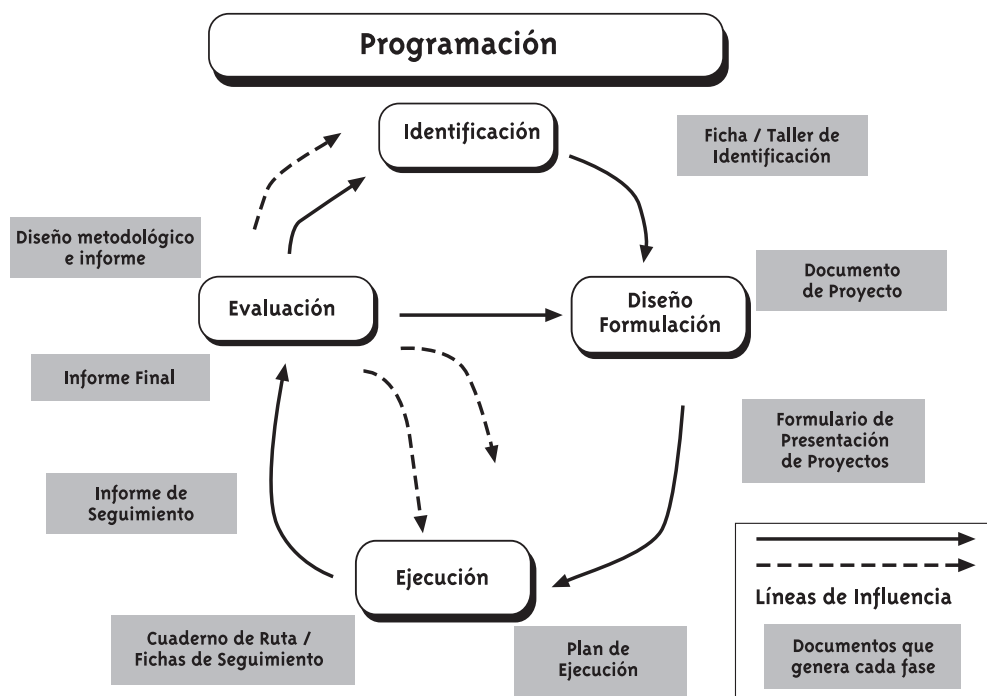 Programación
Identificación
Ficha / Taller de
Identificación
Diseño metodológico
e informe
Evaluación
Diseño
Formulación
Documento
de Proyecto
Informe Final
Formulario de
Presentación
de Proyectos
Informe de
Seguimiento
Ejecución
Líneas de Influencia
Cuaderno de Ruta /
Fichas de Seguimiento
Plan de
Ejecución
Documentos que
genera cada fase